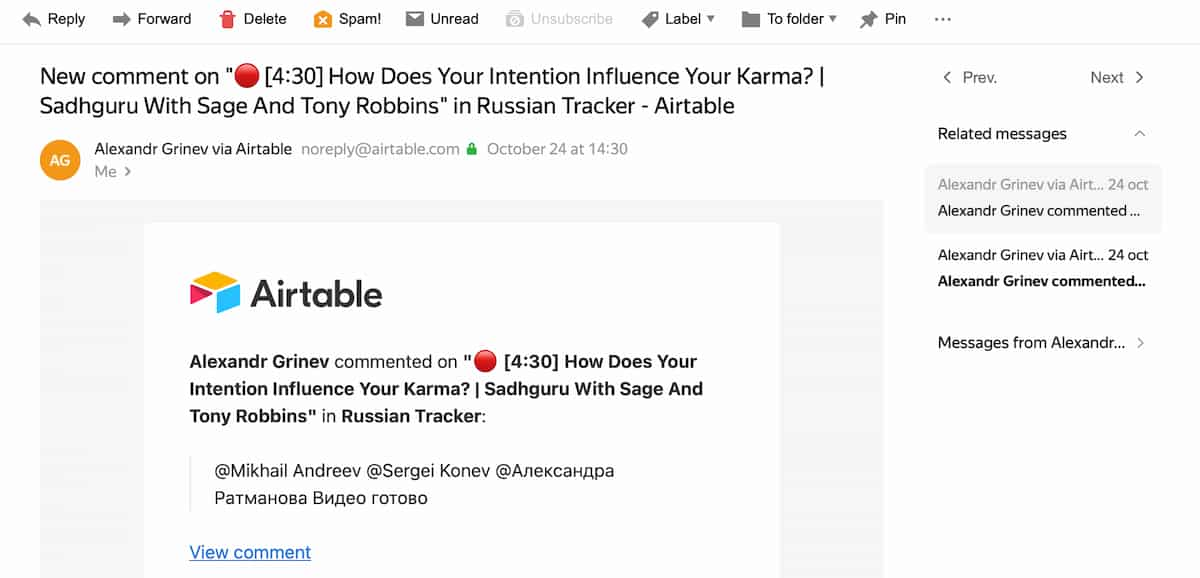 Reply Forward Delete Spam! Unread Unsubscribe Label To folder Pin ...
New comment on "🔴 [4:30] How Does Your Intention Influence Your Karma? |
Sadhguru With Sage And Tony Robbins" in Russian Tracker - Airtable
AG
Alexandr Grinev via Airtable noreply@airtable.com October 24 at 14:30
Me >
Airtable
Alexandr Grinev commented on "🔴 [4:30] How Does Your
Intention Influence Your Karma? | Sadhguru With Sage And
Tony Robbins" in Russian Tracker:
@Mikhail Andreev @Sergei Konev @Александра
Ратманова Видео готово
View comment
< Prev. Next >
Related messages
Alexandr Grinev via Airt... 24 oct
Alexandr Grinev commented ...
Alexandr Grinev via Airt... 24 oct
Alexandr Grinev commented...
Messages from Alexandr... >